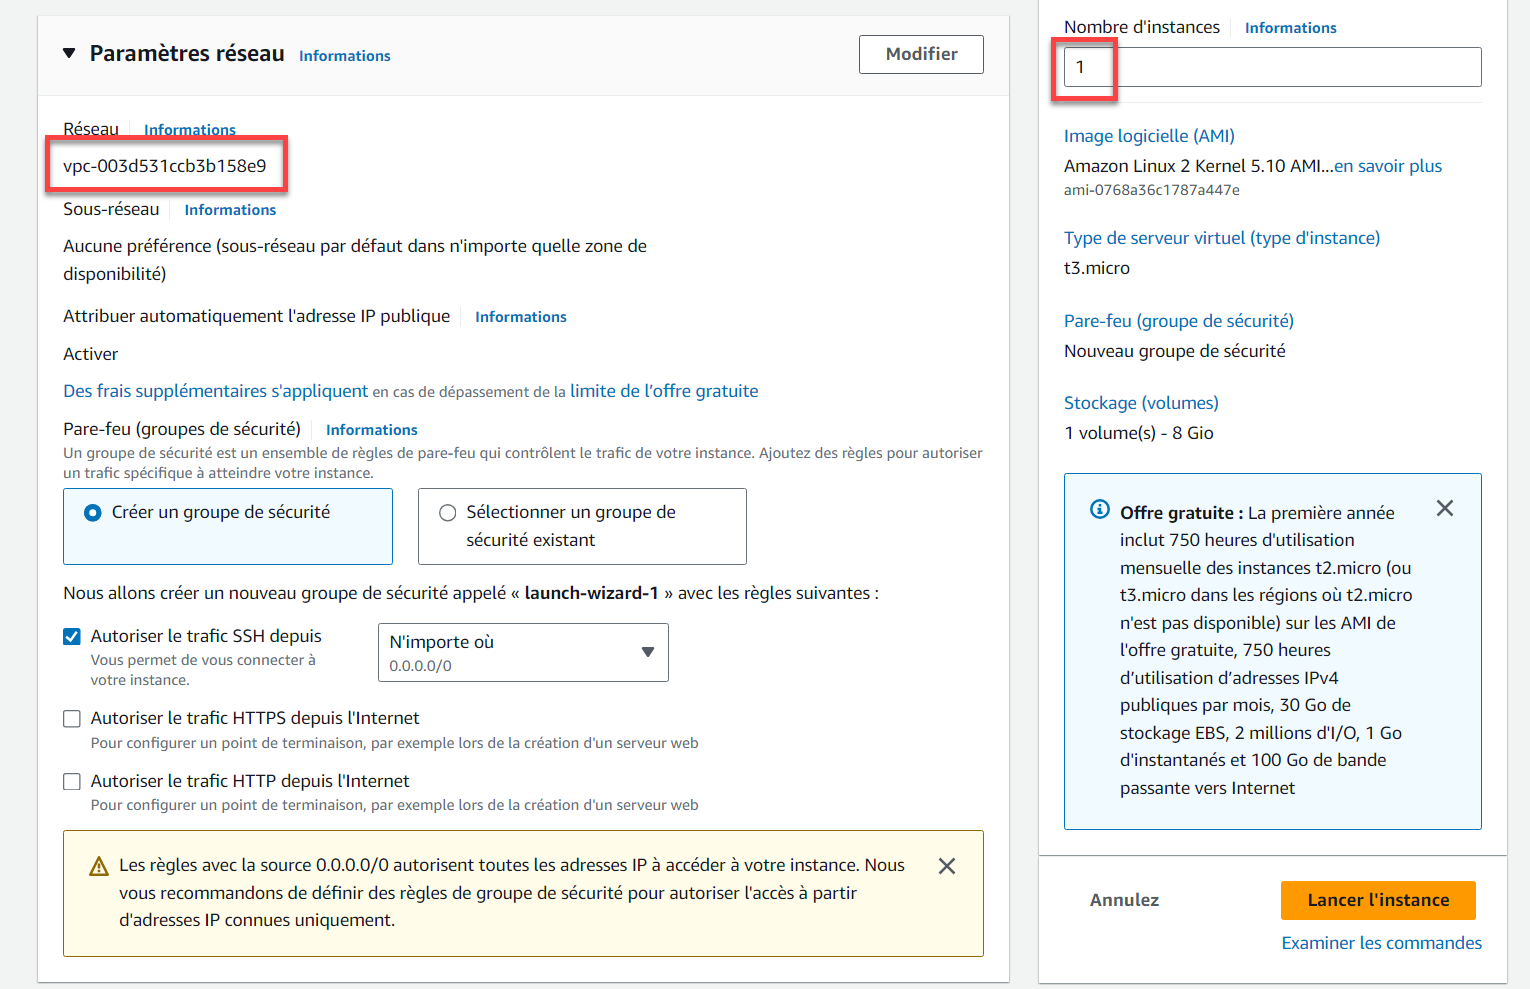 Paramètres réseau Informations
Modifier
Réseau Informations
vpc-003d531ccb3b158e9
Sous-réseau Informations
Aucune préférence (sous-réseau par défaut dans n'importe quelle zone de
disponibilité)
Attribuer automatiquement l'adresse IP publique Informations
Activer
Des frais supplémentaires s'appliquent en cas de dépassement de la limite de l’offre gratuite
Pare-feu (groupes de sécurité) Informations
Un groupe de sécurité est un ensemble de règles de pare-feu qui contrôlent le trafic de votre instance. Ajoutez des règles pour autoriser
un trafic spécifique à atteindre votre instance.
Créer un groupe de sécurité
Sélectionner un groupe de
sécurité existant
Nous allons créer un nouveau groupe de sécurité appelé « launch-wizard-1 » avec les règles suivantes :
Autoriser le trafic SSH depuis
Vous permet de vous connecter à
votre instance.
N'importe où
0.0.0.0/0
Autoriser le trafic HTTPS depuis l'Internet
Pour configurer un point de terminaison, par exemple lors de la création d'un serveur web
Autoriser le trafic HTTP depuis l'Internet
Pour configurer un point de terminaison, par exemple lors de la création d'un serveur web
Les règles avec la source 0.0.0.0/0 autorisent toutes les adresses IP à accéder à votre instance. Nous
vous recommandons de définir des règles de groupe de sécurité pour autoriser l'accès à partir
d'adresses IP connues uniquement.
Nombre d'instances Informations
1
Image logicielle (AMI)
Amazon Linux 2 Kernel 5.10 AMI...en savoir plus
ami-0768a36c1787a447e
Type de serveur virtuel (type d'instance)
t3.micro
Pare-feu (groupe de sécurité)
Nouveau groupe de sécurité
Stockage (volumes)
1 volume(s) - 8 Gio
Offre gratuite : La première année
inclut 750 heures d'utilisation
mensuelle des instances t2.micro (ou
t3.micro dans les régions où t2.micro
n'est pas disponible) sur les AMI de
l'offre gratuite, 750 heures
d’utilisation d’adresses IPv4
publiques par mois, 30 Go de
stockage EBS, 2 millions d'I/O, 1 Go
d'instantanés et 100 Go de bande
passante vers Internet
Annulez
Lancer l'instance
Examiner les commandes